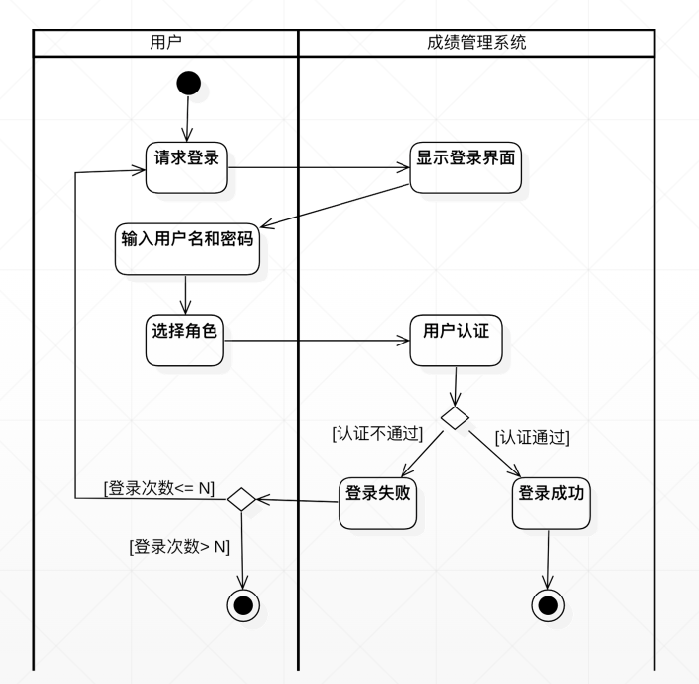 用户
成绩管理系统
请求登录
显示登录界面
输入用户名和密码
选择角色
用户认证
[认证不通过]
[认证通过]
[登录次数<= N]
登录失败
登录成功
[登录次数> N]